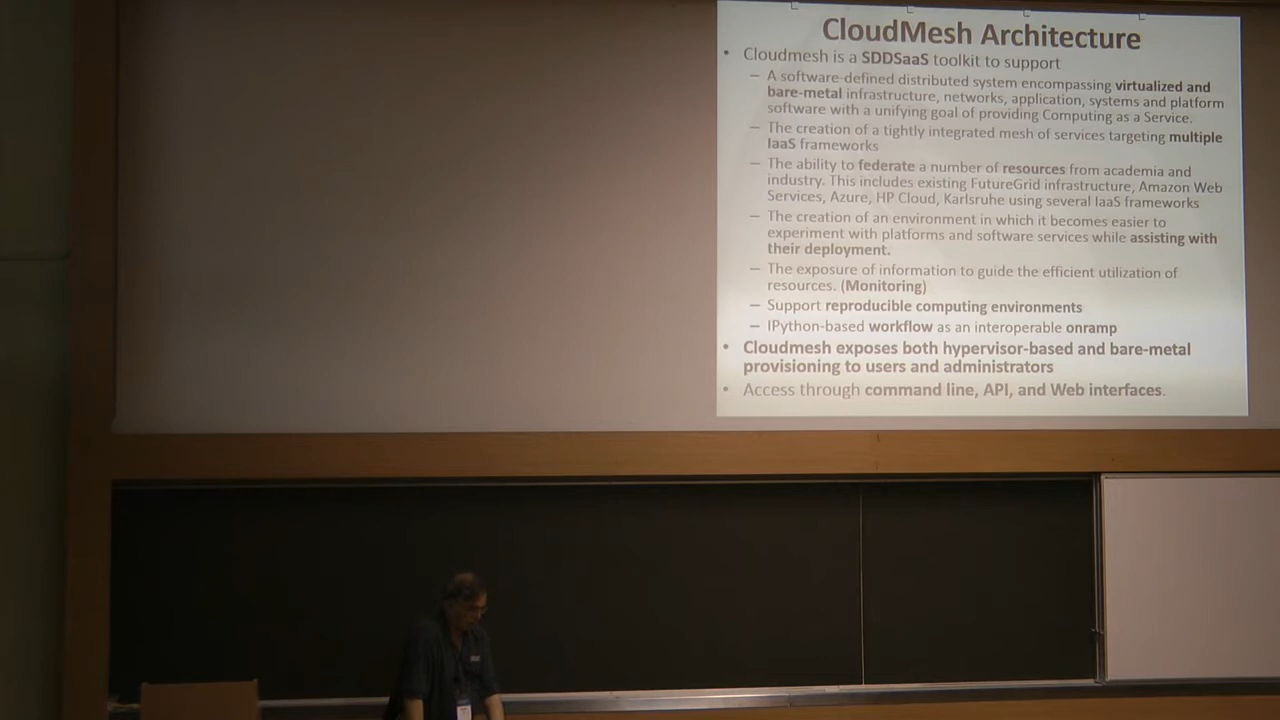 CloudMesh Architecture
• Cloudmesh is a SDDSaaS toolkit to support
– A software-defined distributed system encompassing virtualized and
bare-metal infrastructure, networks, application, systems and platform
software with a unifying goal of providing Computing as a Service.
– The creation of a tightly integrated mesh of services targeting multiple
IaaS frameworks
– The ability to federate a number of resources from academia and
industry. This includes existing FutureGrid infrastructure, Amazon Web
Services, Azure, HP Cloud, Karlsruhe using several IaaS frameworks
– The creation of an environment in which it becomes easier to
experiment with platforms and software services while assisting with
their deployment.
– The exposure of information to guide the efficient utilization of
resources. (Monitoring)
– Support reproducible computing environments
– IPython-based workflow as an interoperable onramp
• Cloudmesh exposes both hypervisor-based and bare-metal
provisioning to users and administrators
• Access through command line, API, and Web interfaces.